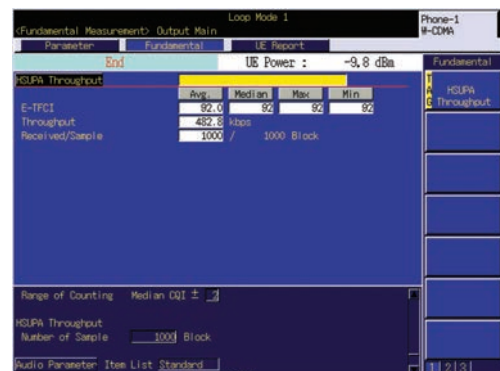 Loop Mode 1
<Fundamental Measurement> Output Main
Phone-1
W-CDMA
Parameter Fundamental UE Report
End UE Power : -9.8 dBm
Fundamental
HSUPA Throughput
TAG HSUPA Throughput
Avg. Median Max Min
E-TFCI 92.0 92 92 92
Throughput 482.8 kbps
Received/Sample 1000 / 1000 Block
Range of Counting Median CQI ± 2
HSUPA Throughput
Number of Sample 1000 Block
Audio Parameter Item List Standard
1 2 3